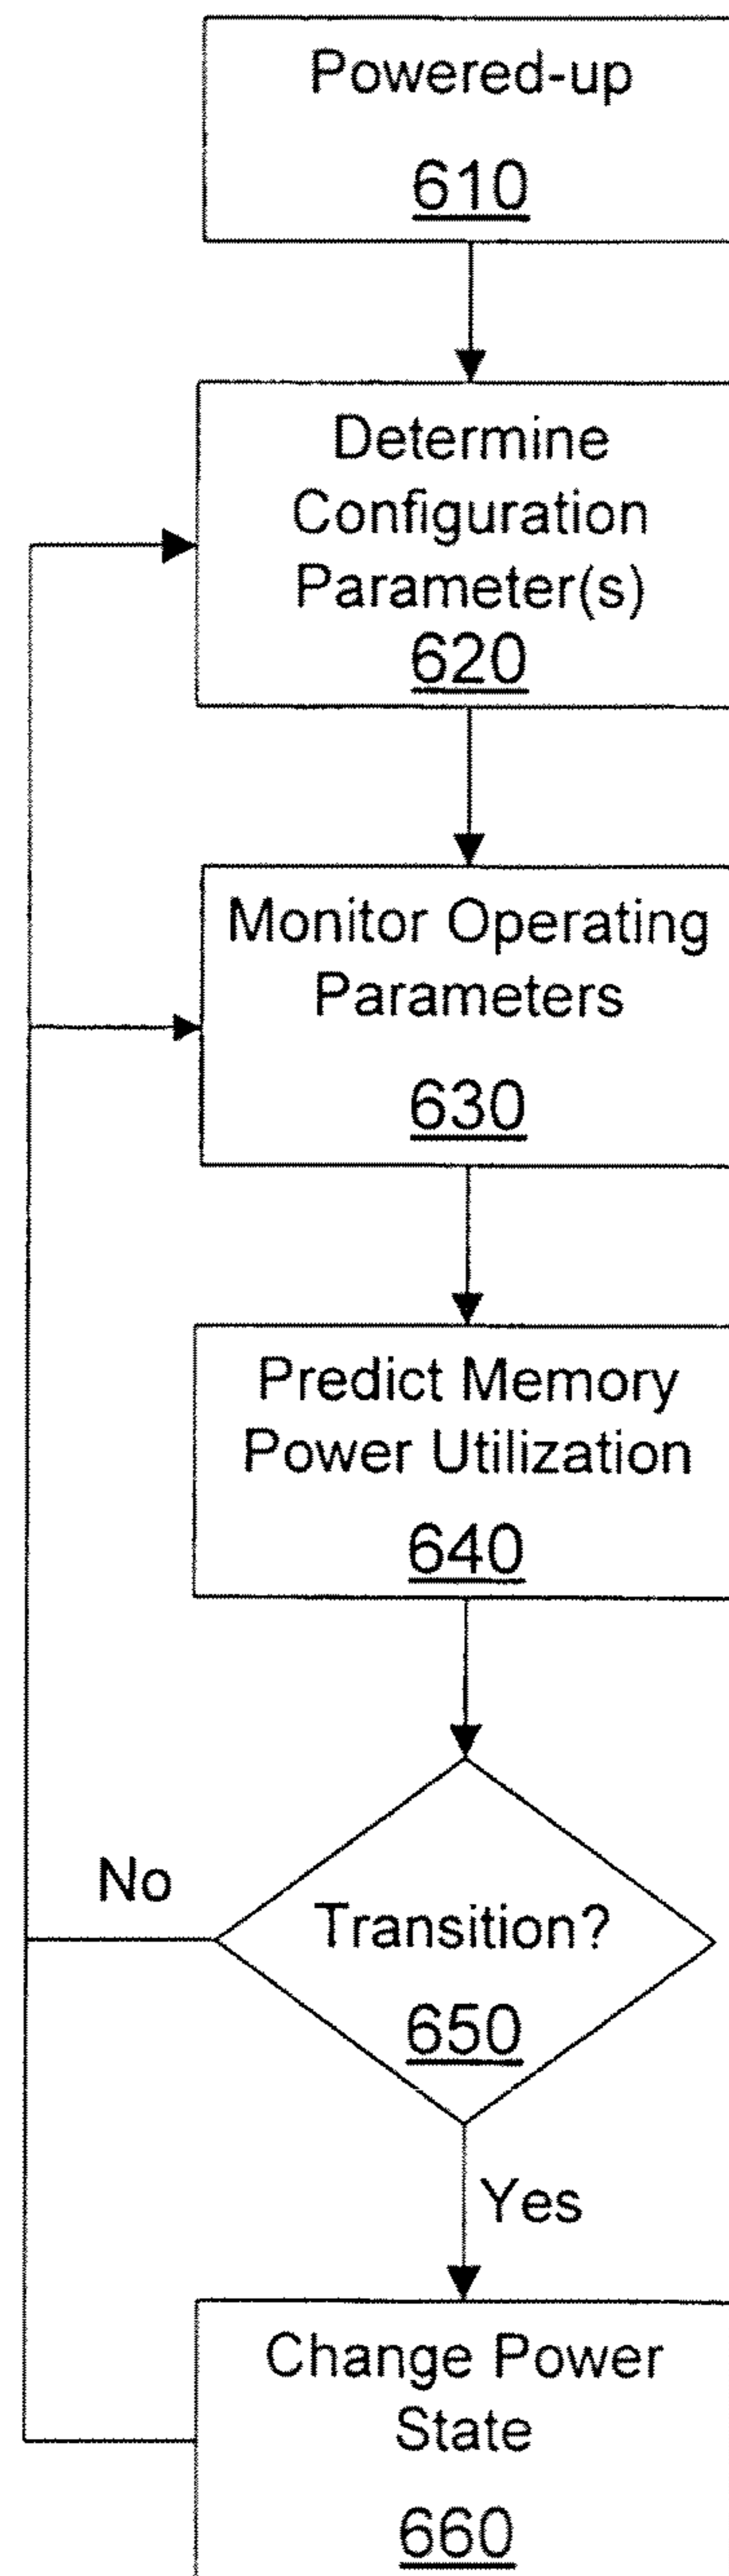 Powered-up
610
Determine
Configuration
Parameter(s)
620
Monitor Operating
Parameters
630
Predict Memory
Power Utilization
640
No
Transition?
650
Yes
Change Power
State
660